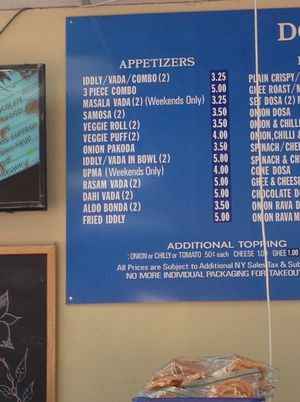 APPETIZERS
IDDLY/VADA/COMBO (2) 3.25
3 PIECE COMBO 5.00
MASALA VADA (2) (Weekends Only) 3.25
SAMOSA (2) 3.50
VEGGIE ROLL (2) 3.50
VEGGIE PUFF (2) 4.00
ONION PAKODA 3.50
IDDLY/VADA IN BOWL (2) 5.00
UPMA (Weekends Only) 4.00
RASAM VADA (2) 5.00
DAHI VADA (2) 5.00
ALOO BONDA (2) 3.50
FRIED IDDLY 5.00
DO
PLAIN CRISPY
GHEE ROAST/
SET DOSA (2)
ONION DOSA
ONION & CHILLI
ONION,CHILLI
SPINACH/CHE
SPINACH & CH
CONE DOSA
GHEE & CHEES
CHOCOLATE D
ONION RAVA D
ONION RAVA M
ADDITIONAL TOPPING
: ONION or CHILLY or TOMATO 50¢ each CHEESE 1.00 GHEE 1.00
All Prices are Subject to Additional NY Sales Tax & Sub
NO MORE INDIVIDUAL PACKAGING FOR TAKEOUT